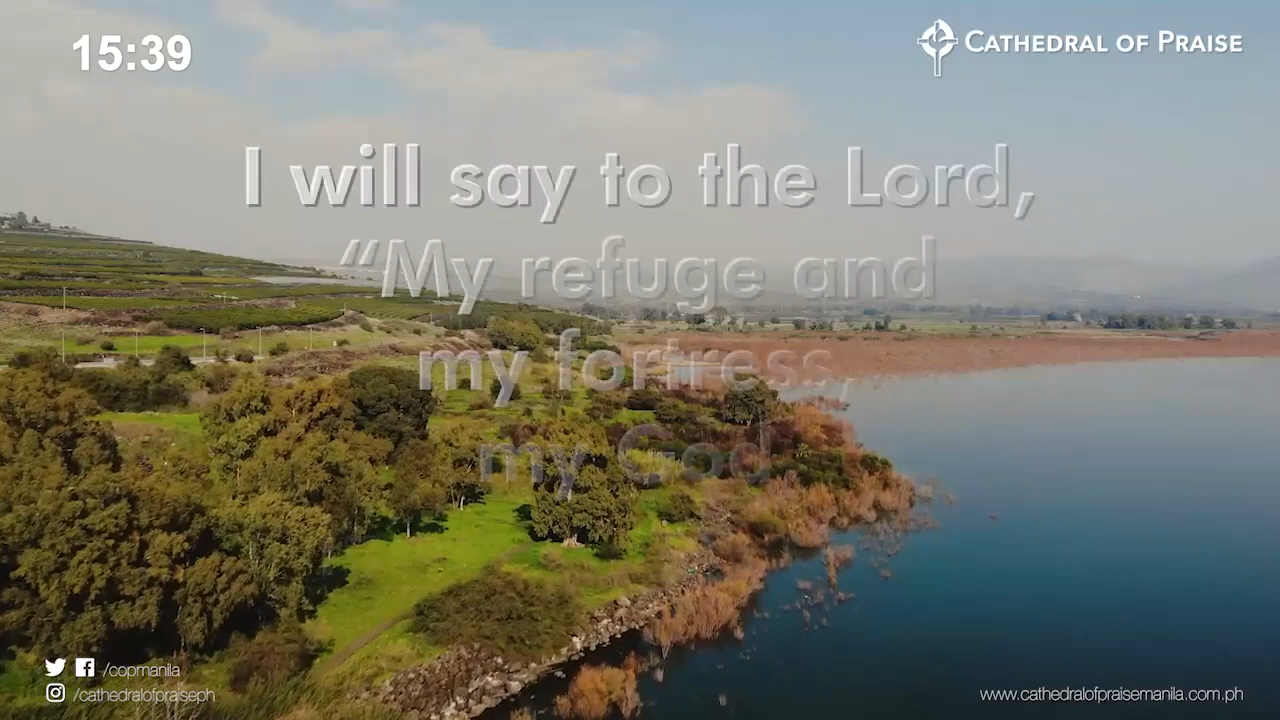 15:39
CATHEDRAL OF PRAISE
I will say to the Lord,
“My refuge and
my fortress,
my God
/copmanila
/cathedralofpraiseph
www.cathedralofpraisemanila.com.ph